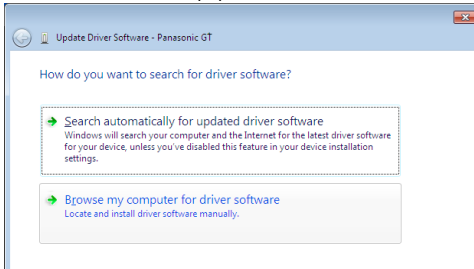 Update Driver Software - Panasonic GT
How do you want to search for driver software?
Search automatically for updated driver software
Windows will search your computer and the Internet for the latest driver software
for your device, unless you've disabled this feature in your device installation
settings.
Browse my computer for driver software
Locate and install driver software manually.